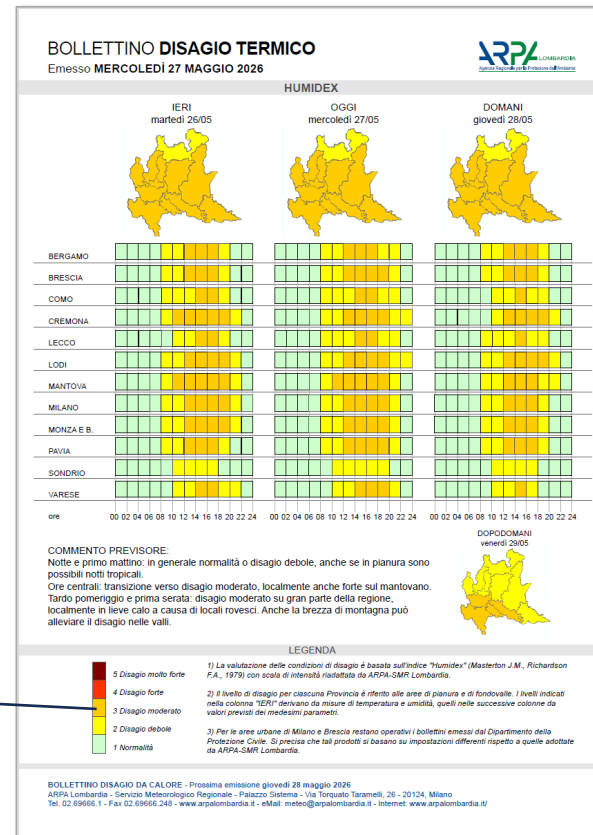 BOLLETTINO DISAGIO TERMICO
Emesso MERCOLEDÌ 27 MAGGIO 2026
ARPA LOMBARDIA
Agenzia Regionale per la Protezione dell'Ambiente
HUMIDEX
IERI
martedì 26/05
OGGI
mercoledì 27/05
DOMANI
giovedì 28/05
BERGAMO
BRESCIA
COMO
CREMONA
LECCO
LODI
MANTOVA
MILANO
MONZA E B.
PAVIA
SONDRIO
VARESE
ore
00 02 04 06 08 10 12 14 16 18 20 22 24
00 02 04 06 08 10 12 14 16 18 20 22 24
00 02 04 06 08 10 12 14 16 18 20 22 24
COMMENTO PREVISORE:
Notte e primo mattino: in generale normalità o disagio debole, anche se in pianura sono
possibili notti tropicali.
Ore centrali: transizione verso disagio moderato, localmente anche forte sul mantovano.
Tardo pomeriggio e prima serata: disagio moderato su gran parte della regione,
localmente in lieve calo a causa di locali rovesci. Anche la brezza di montagna può
alleviare il disagio nelle valli.
DOPODOMANI
venerdì 29/05
LEGENDA
5 Disagio molto forte
4 Disagio forte
3 Disagio moderato
2 Disagio debole
1 Normalità
1) La valutazione delle condizioni di disagio é basata sull'indice "Humidex" (Masterton J.M., Richardson
F.A., 1979) con scala di intensità riadattata da ARPA-SMR Lombardia.
2) Il livello di disagio per ciascuna Provincia é riferito alle aree di pianura e di fondovalle. I livelli indicati
nella colonna "IERI" derivano da misure di temperatura e umidità, quelli nelle successive colonne da
valori previsti dei medesimi parametri.
3) Per le aree urbane di Milano e Brescia restano operativi i bollettini emessi dal Dipartimento della
Protezione Civile. Si precisa che tali prodotti si basano su impostazioni differenti rispetto a quelle adottate
da ARPA-SMR Lombardia.
BOLLETTINO DISAGIO DA CALORE - Prossima emissione giovedì 28 maggio 2026
ARPA Lombardia - Servizio Meteorologico Regionale - Palazzo Sistema - Via Torquato Taramelli, 26 - 20124, Milano
Tel. 02.69666.1 - Fax 02.69666.248 - www.arpalombardia.it - eMail: meteo@arpalombardia.it - Internet: www.arpalombardia.it/